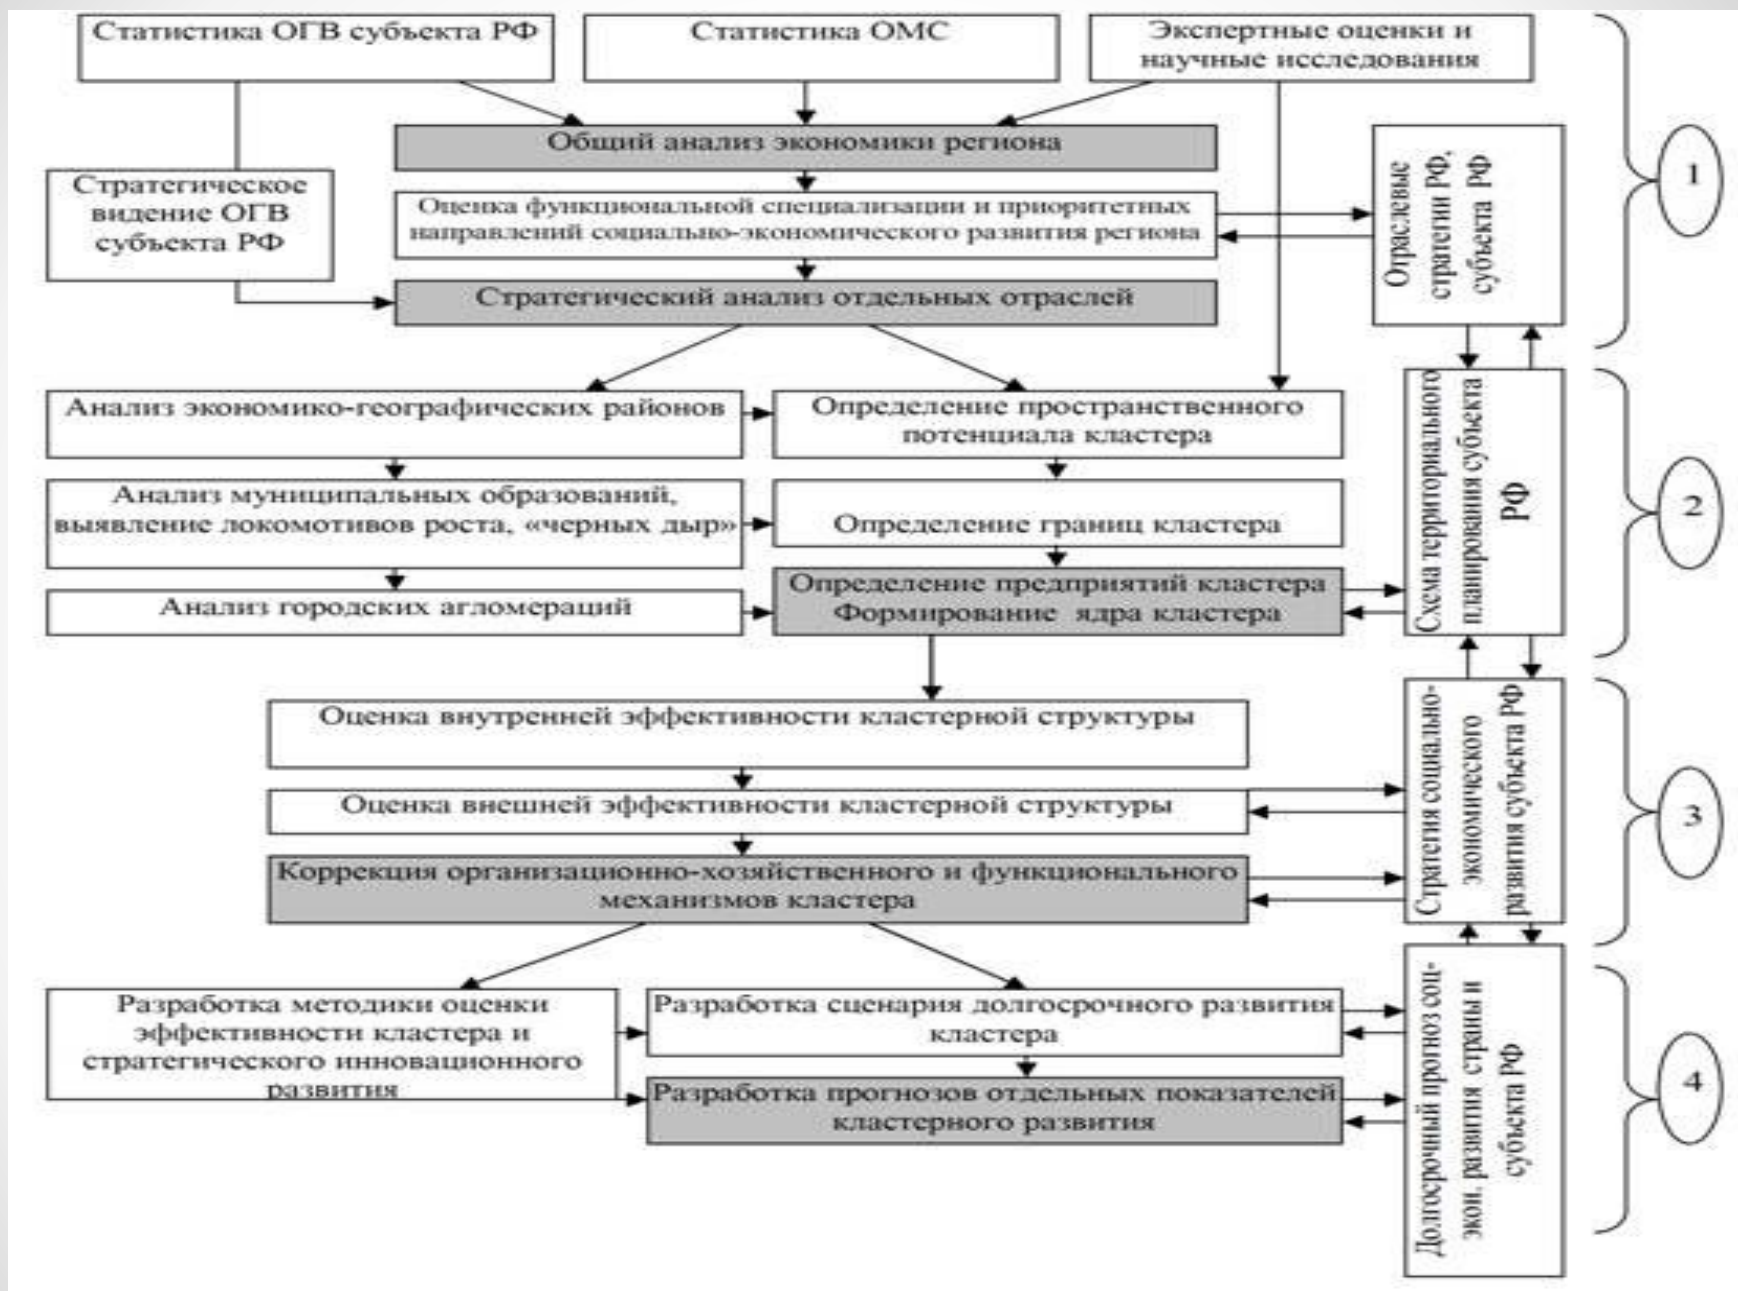 Статистика ОГВ субъекта РФ
Статистика ОМС
Экспертные оценки и
научные исследования
Общий анализ экономики региона
Стратегическое
видение ОГВ
субъекта РФ
Оценка функциональной специализации и приоритетных
направлений социально-экономического развития региона
Отраслевые
стратегии РФ,
субъекта РФ
1
Стратегический анализ отдельных отраслей
Анализ экономико-географических районов
Определение пространственного
потенциала кластера
Анализ муниципальных образований,
выявление локомотивов роста, «черных дыр»
Определение границ кластера
Анализ городских агломераций
Определение предприятий кластера
Формирование ядра кластера
Схема территориального
планирования субъекта
РФ
2
Оценка внутренней эффективности кластерной структуры
Оценка внешней эффективности кластерной структуры
Коррекция организационно-хозяйственного и функционального
механизмов кластера
Стратегия социально-
экономического
развития субъекта РФ
3
Разработка методики оценки
эффективности кластера и
стратегического инновационного
развития
Разработка сценария долгосрочного развития
кластера
Разработка прогнозов отдельных показателей
кластерного развития
Долгосрочный прогноз соц-
экон. развития страны и
субъекта РФ
4